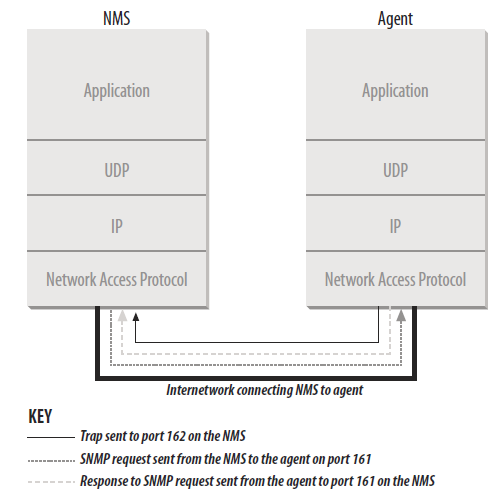 NMS
Agent
Application
Application
UDP
UDP
IP
IP
Network Access Protocol
Network Access Protocol
Internetwork connecting NMS to agent
KEY
Trap sent to port 162 on the NMS
SNMP request sent from the NMS to the agent on port 161
Response to SNMP request sent from the agent to port 161 on the NMS